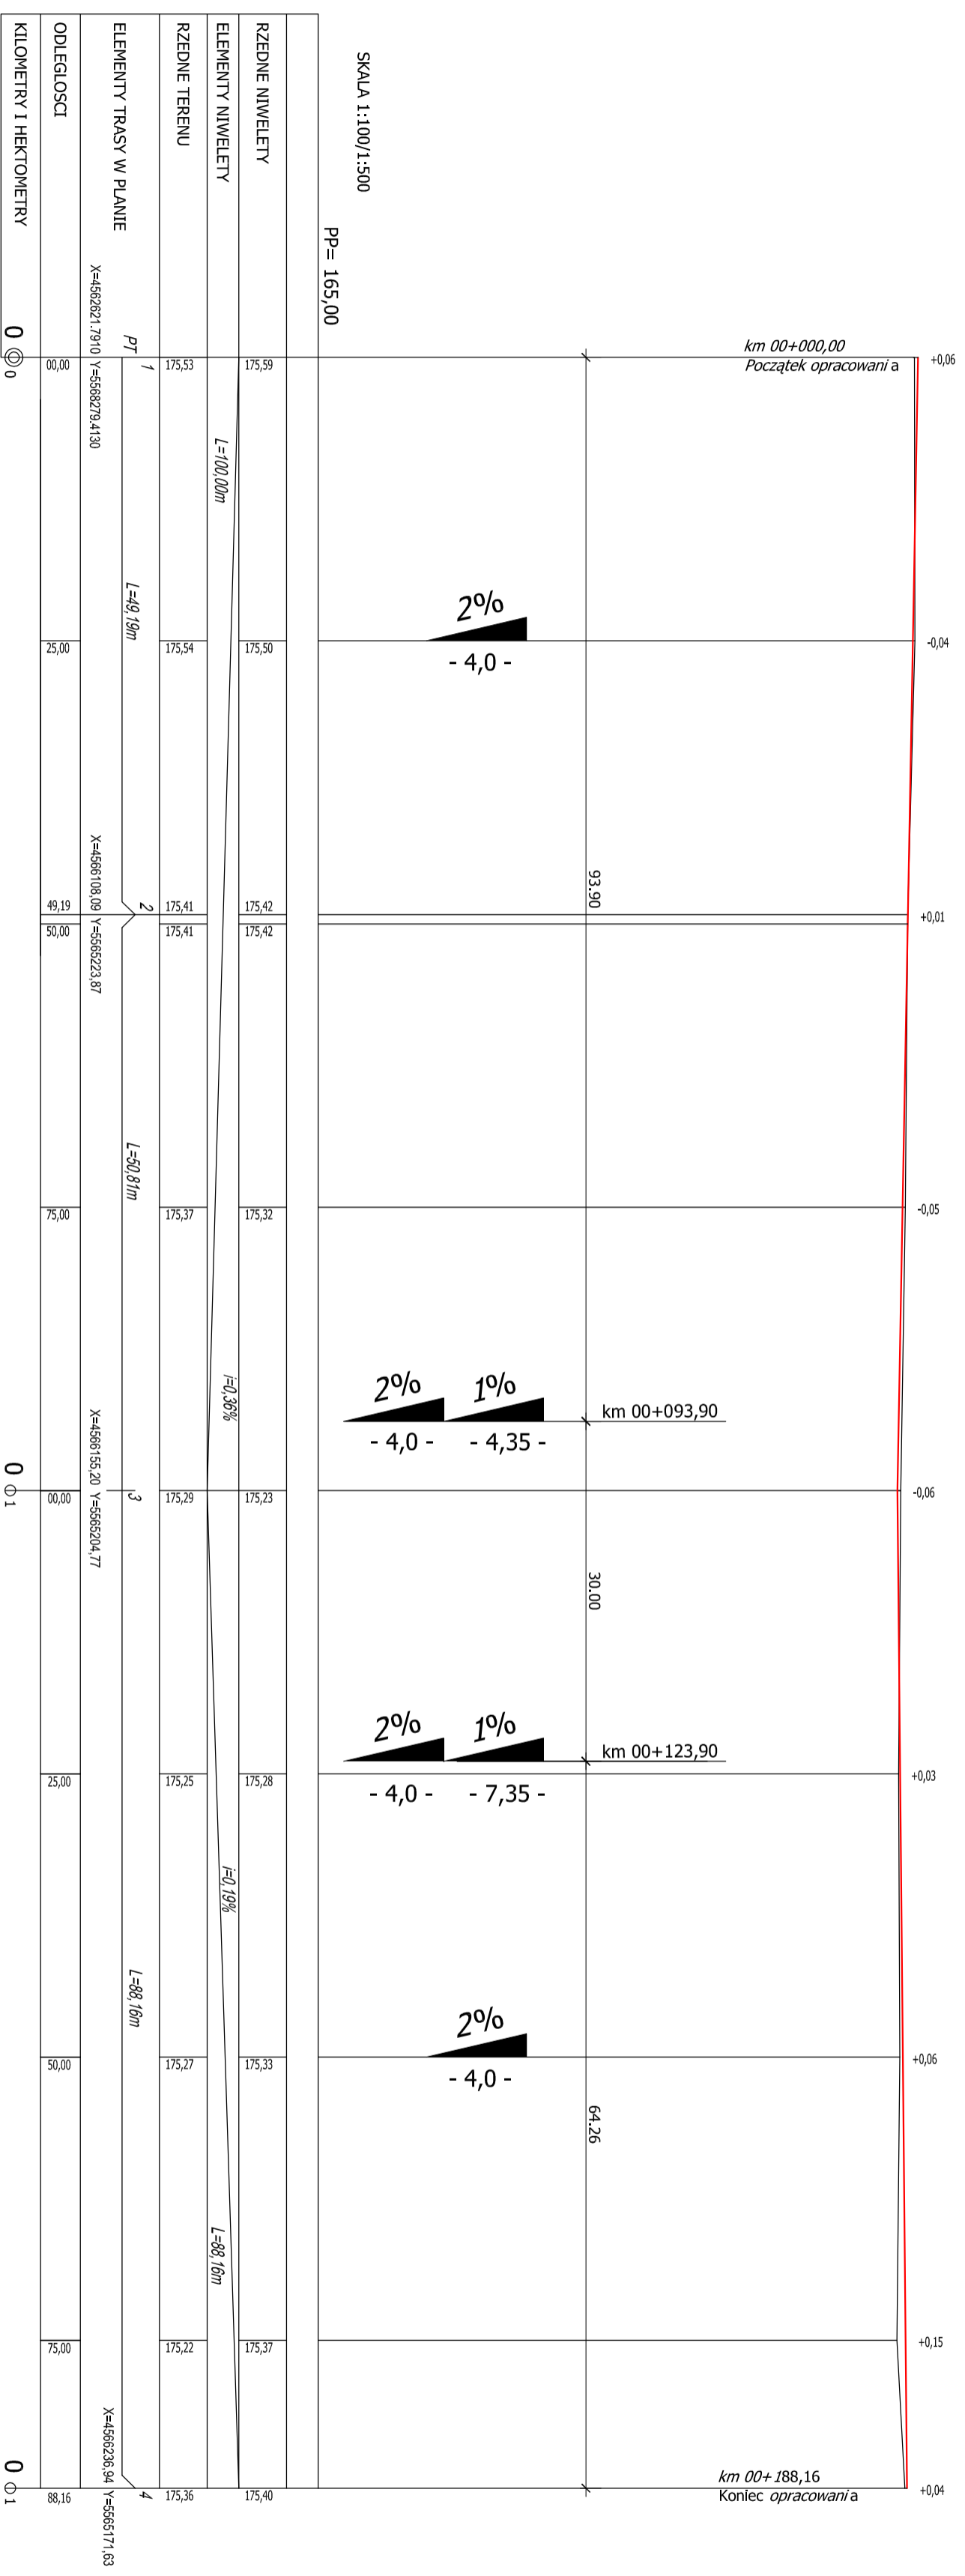 SKALA 1:100/1:500
PP= 165,00
km 00+000,00
Początek opracowania
km 00+093,90
km 00+123,90
km 00+188,16
Koniec opracowania
+0,06
-0,04
+0,01
-0,05
-0,06
+0,03
+0,06
+0,15
+0,04
93.90
30.00
64.26
2%
- 4,0 -
2% 1%
- 4,0 - - 4,35 -
2% 1%
- 4,0 - - 7,35 -
2%
- 4,0 -
RZEDNE NIWELETY
175,59 175,50 175,42 175,42 175,32 175,23 175,28 175,33 175,37 175,40
ELEMENTY NIWELETY
L=100,00m i=0,36% i=0,19% L=88,16m
RZEDNE TERENU
175,53 175,54 175,41 175,41 175,37 175,29 175,25 175,27 175,22 175,36
ELEMENTY TRASY W PLANIE
PT 1 L=49,19m 2 L=50,81m 3 L=88,16m 4
X=4562621.7910 Y=5568279.4130
X=4566108,09 Y=5565223,87
X=4566155,20 Y=5565204,77
X=4566236,94 Y=5565171,63
ODLEGLOSCI
00,00 25,00 49,19 50,00 75,00 00,00 25,00 50,00 75,00 88,16
KILOMETRY I HEKTOMETRY
0 0 0 1 0 1